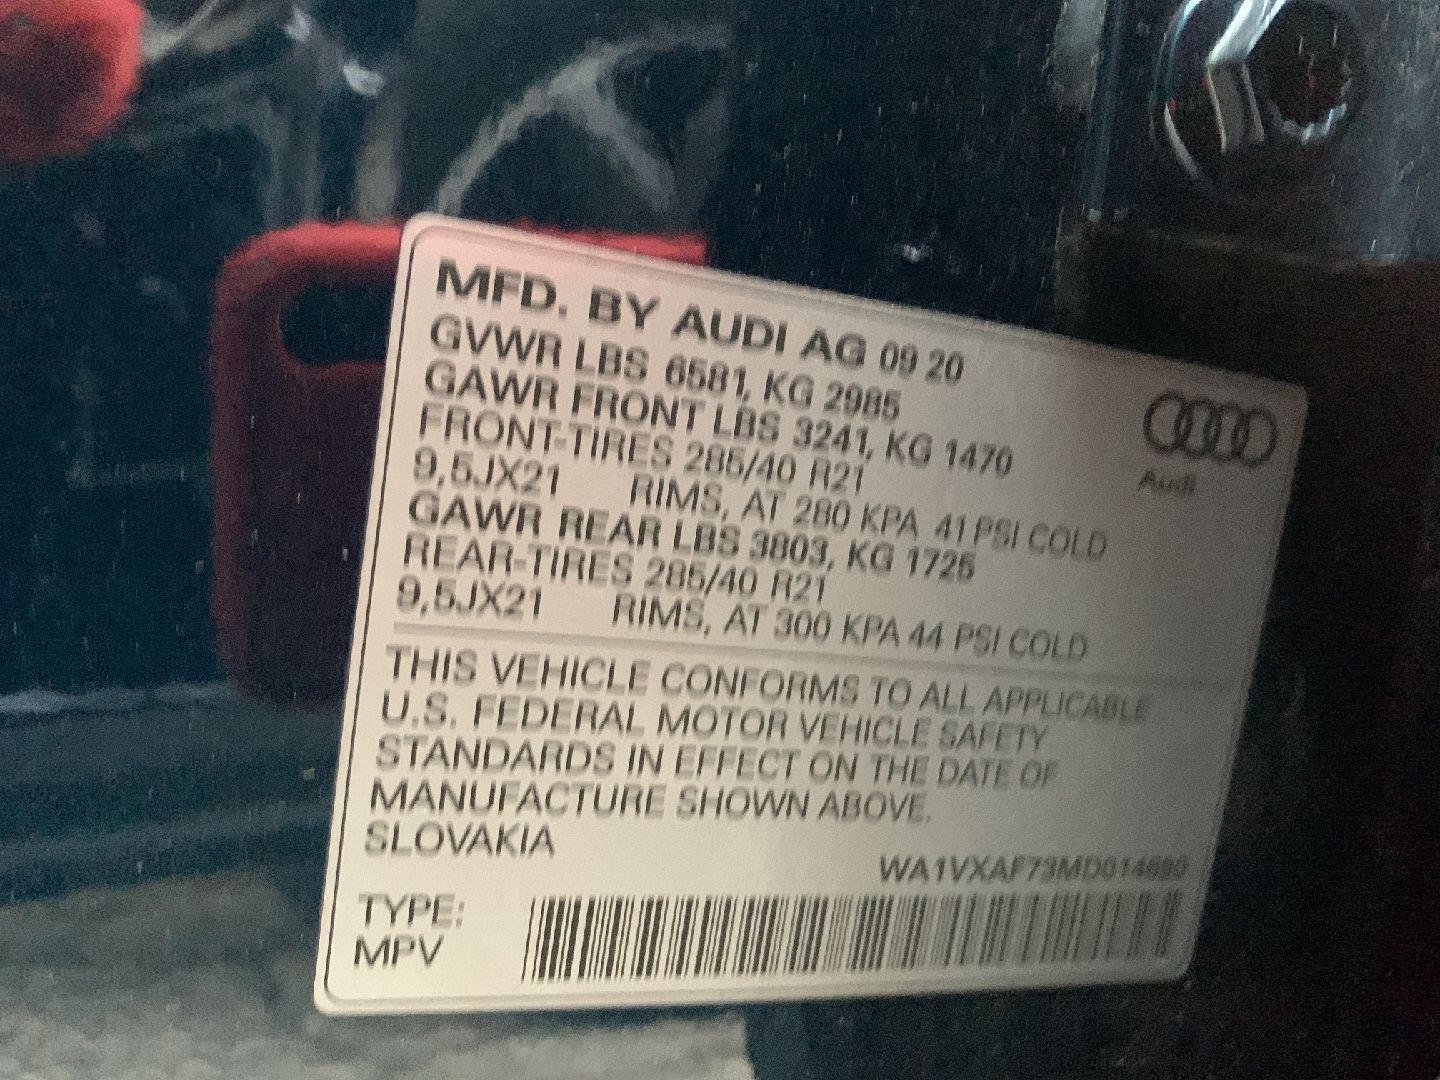 MFD. BY AUDI AG 09 20
GVWR LBS 6581, KG 2985
GAWR FRONT LBS 3241, KG 1470
FRONT-TIRES 285/40 R21
9,5JX21 RIMS, AT 280 KPA 41 PSI COLD
GAWR REAR LBS 3803, KG 1725
REAR-TIRES 285/40 R21
9,5JX21 RIMS, AT 300 KPA 44 PSI COLD
Audi
THIS VEHICLE CONFORMS TO ALL APPLICABLE
U.S. FEDERAL MOTOR VEHICLE SAFETY
STANDARDS IN EFFECT ON THE DATE OF
MANUFACTURE SHOWN ABOVE.
SLOVAKIA
TYPE:
MPV